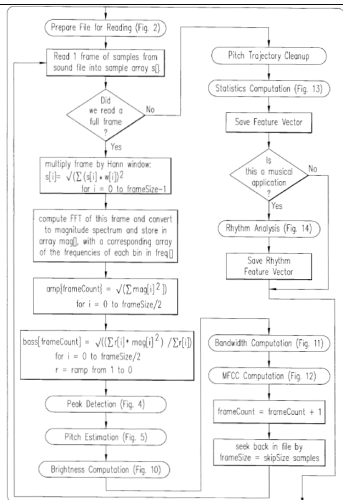 Prepare File for Reading (Fig. 2)
Read 1 frame of samples from
sound file into sample array s[]
Did
we read a
full frame
?
No
Yes
multiply frame by Hann window:
s[i]= √(∑ (s[i] * w[i])²
for i = 0 to frameSize-1
compute FFT of this frame and convert
to magnitude spectrum and store in
array mag[], with a corresponding array
of the frequencies of each bin in freq[]
amp[frameCount] = √(∑ mag[i]²])
for i = 0 to frameSize/2
bass[frameCount] = √((∑r[i]* mag[i]²) /∑r[i])
for i = 0 to frameSize/2
r = ramp from 1 to 0
Peak Detection (Fig. 4)
Pitch Estimation (Fig. 5)
Brightness Computation (Fig. 10)
Pitch Trajectory Cleanup
Statistics Computation (Fig. 13)
Save Feature Vector
Is
this a musical
application
?
No
Yes
Rhythm Analysis (Fig. 14)
Save Rhythm
Feature Vector
Bandwidth Computation (Fig. 11)
MFCC Computation (Fig. 12)
frameCount = frameCount + 1
seek back in file by
frameSize = skipSize samples